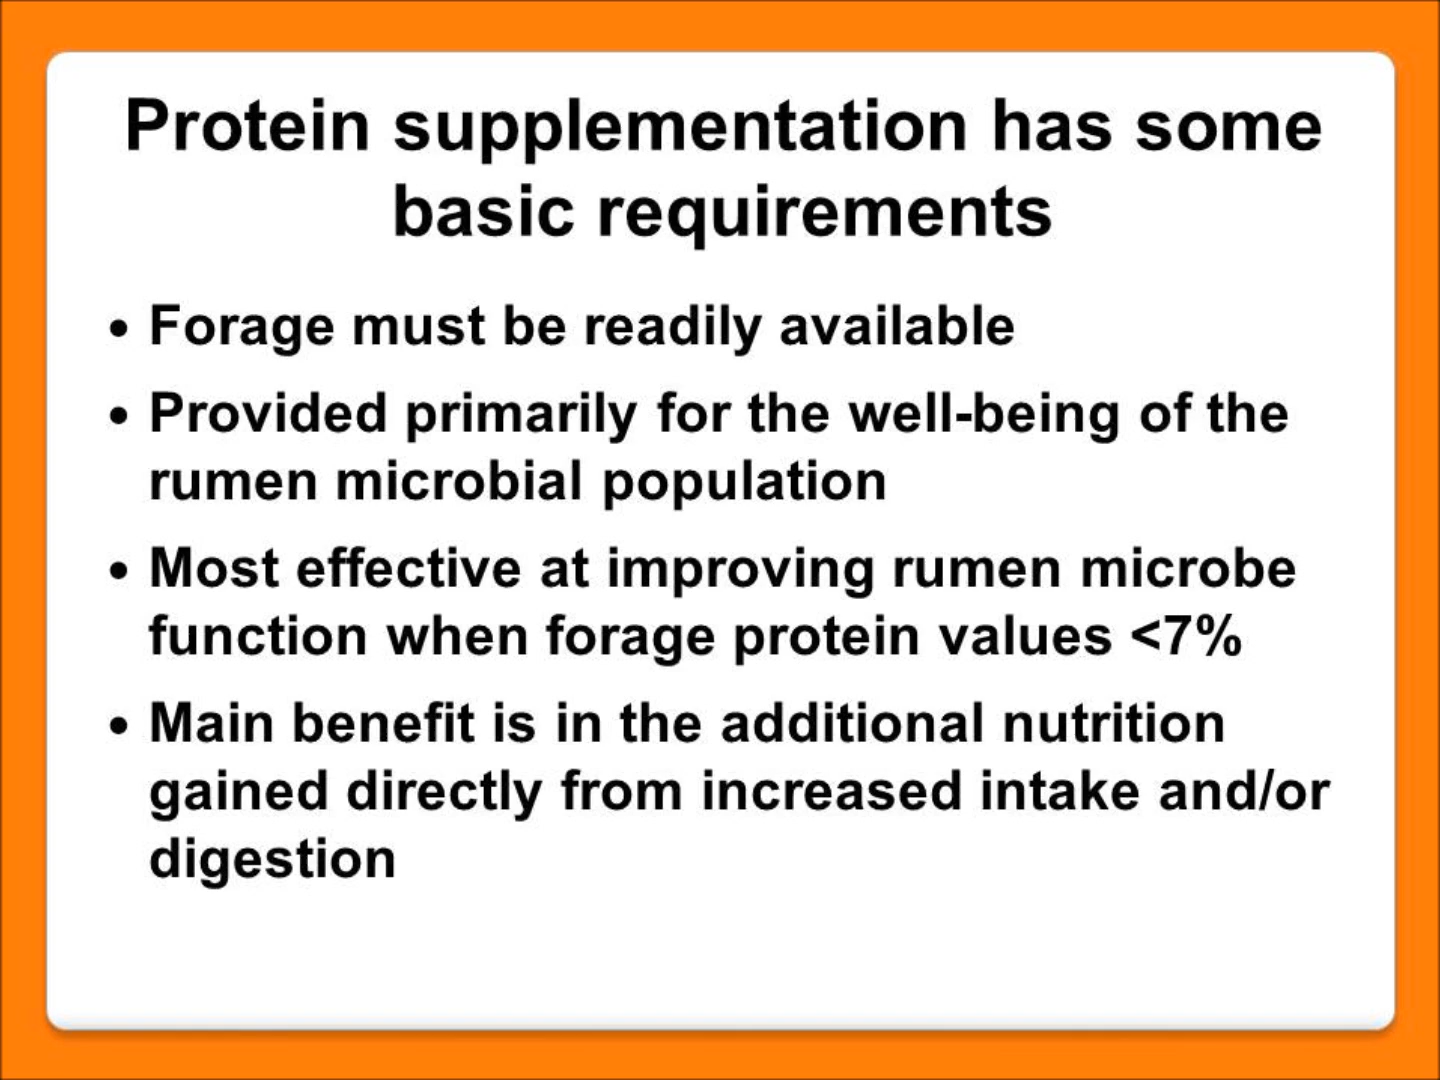 Protein supplementation has some
basic requirements
• Forage must be readily available
• Provided primarily for the well-being of the
rumen microbial population
• Most effective at improving rumen microbe
function when forage protein values <7%
• Main benefit is in the additional nutrition
gained directly from increased intake and/or
digestion